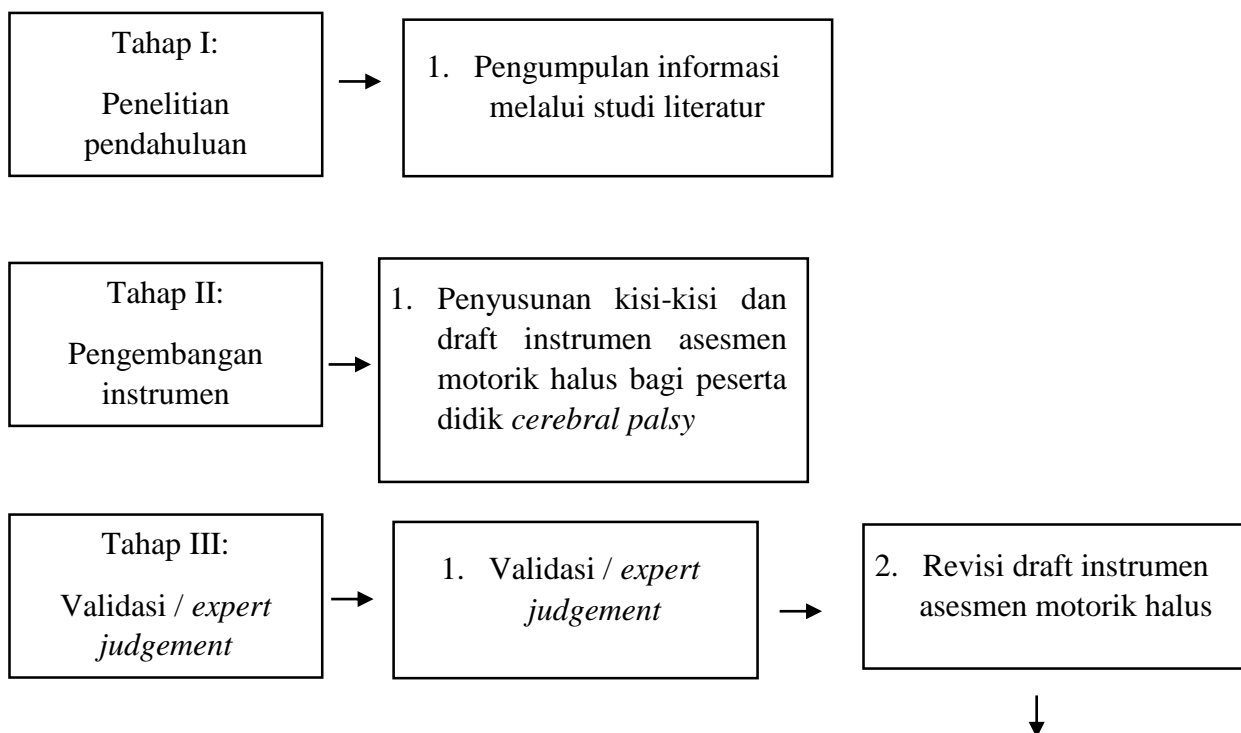 Tahap I:
Penelitian
pendahuluan
1. Pengumpulan informasi
melalui studi literatur
Tahap II:
Pengembangan
instrumen
1. Penyusunan kisi-kisi dan
draft instrumen asesmen
motorik halus bagi peserta
didik cerebral palsy
Tahap III:
Validasi / expert
judgement
1. Validasi / expert
judgement
2. Revisi draft instrumen
asesmen motorik halus